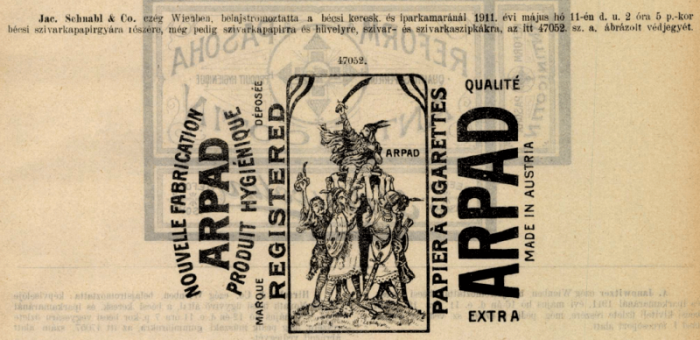 Jac. Schnabl & Co. czég Wienben, belajstromoztatta a bécsi keresk. és iparkamaránál 1911. évi május hó 11-én d. u. 2 óra 5 p.-kor
bécsi szivarkapapirgyára részére, még pedig szivarkapapirra és hüvelyre, szivar- és szivarkaszipkákra, az itt 47052. sz. a. ábrázolt védjegyét.
47052.
NOUVELLE FABRICATION
ARPAD
PRODUIT HYGIÉNIQUE
MARQUE DÉPOSÉE
REGISTERED
ARPAD
PAPIER À CIGARETTES
QUALITÉ
ARPAD
EXTRA
MADE IN AUSTRIA